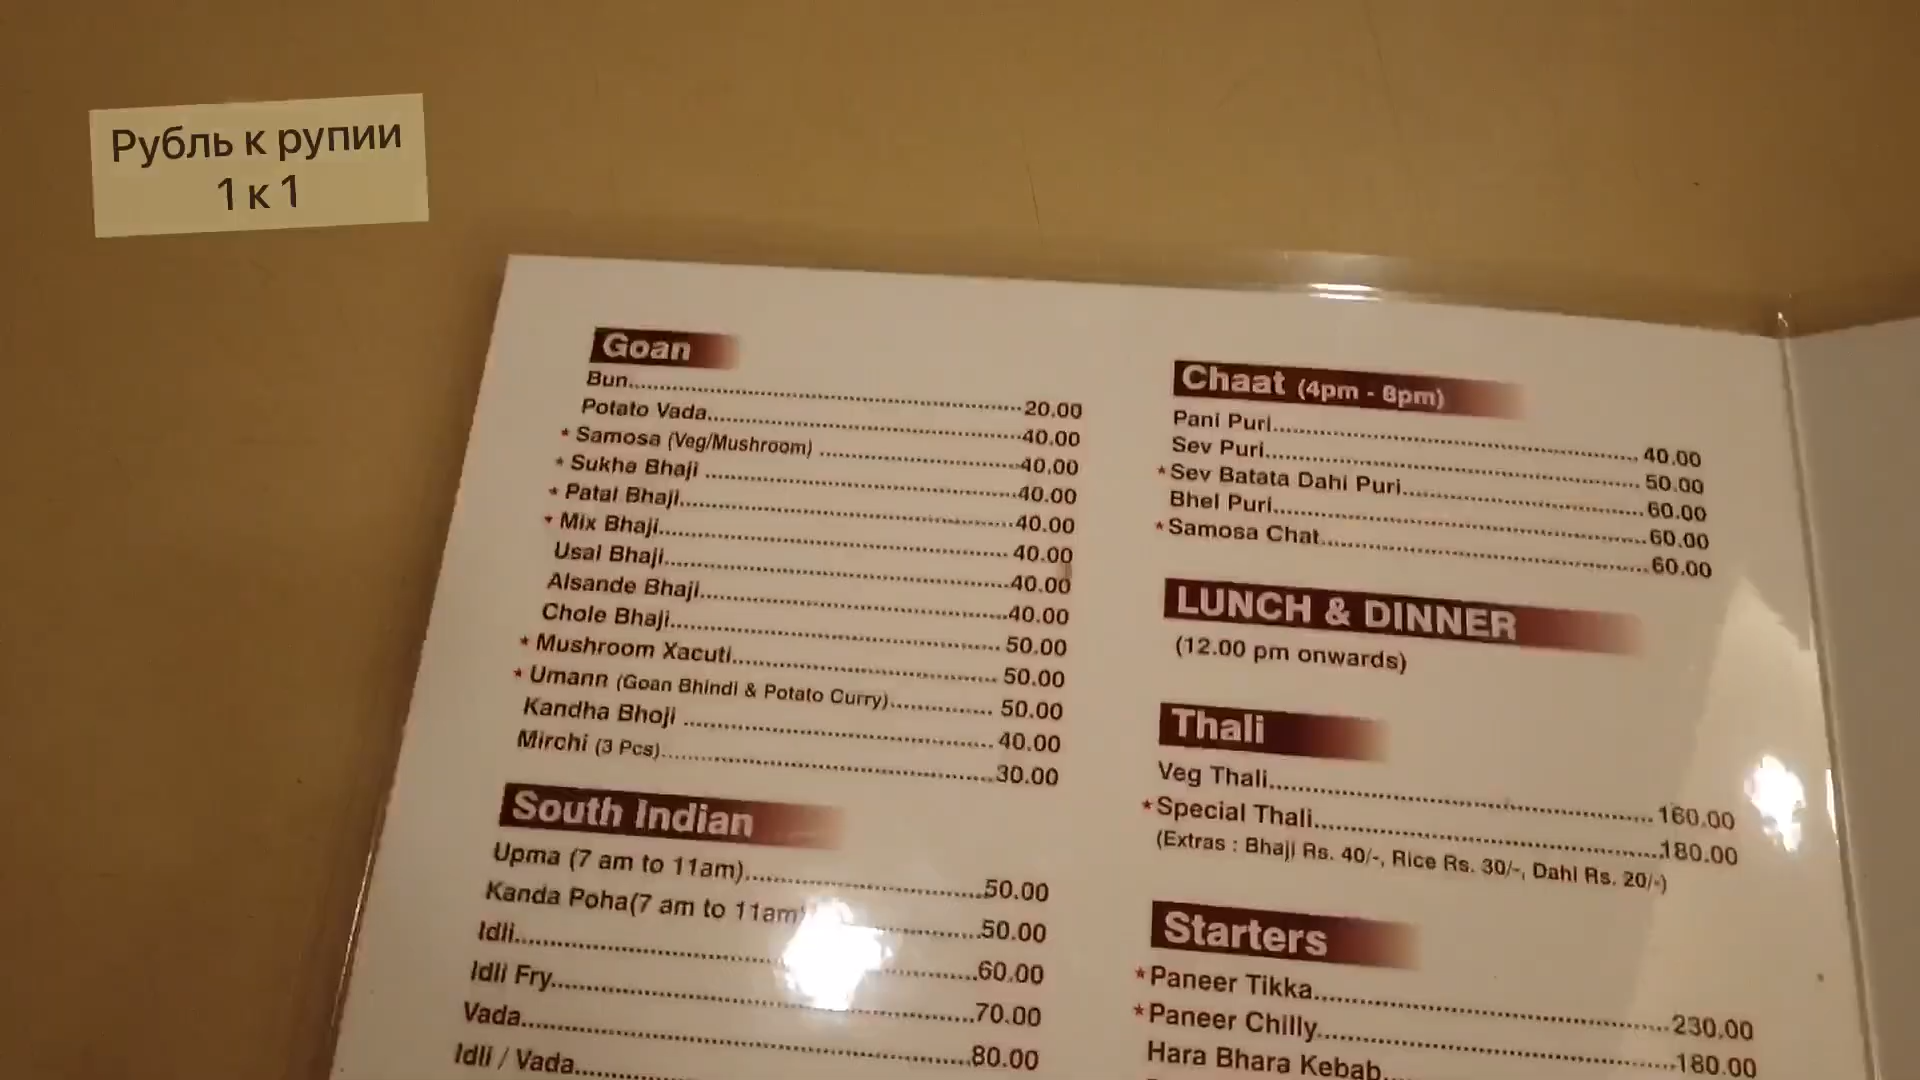 Рубль к рупии
1 к 1
Goan
Bun 20.00
Potato Vada 40.00
* Samosa (Veg/Mushroom) 40.00
* Sukha Bhaji 40.00
* Patal Bhaji 40.00
* Mix Bhaji 40.00
Usal Bhaji 40.00
Alsande Bhaji 40.00
Chole Bhaji 50.00
* Mushroom Xacuti 50.00
* Umann (Goan Bhindi & Potato Curry) 50.00
Kandha Bhoji 40.00
Mirchi (3 Pcs) 30.00
South Indian
Upma (7 am to 11am) 50.00
Kanda Poha(7 am to 11am) 50.00
Idli 60.00
Idli Fry 70.00
Vada 80.00
Idli / Vada
Chaat (4pm - 8pm)
Pani Puri 40.00
Sev Puri 50.00
* Sev Batata Dahi Puri 60.00
Bhel Puri 60.00
* Samosa Chat 60.00
LUNCH & DINNER
(12.00 pm onwards)
Thali
Veg Thali 160.00
* Special Thali 180.00
(Extras : Bhaji Rs. 40/-, Rice Rs. 30/-, Dahi Rs. 20/-)
Starters
* Paneer Tikka 230.00
* Paneer Chilly 180.00
Hara Bhara Kebab